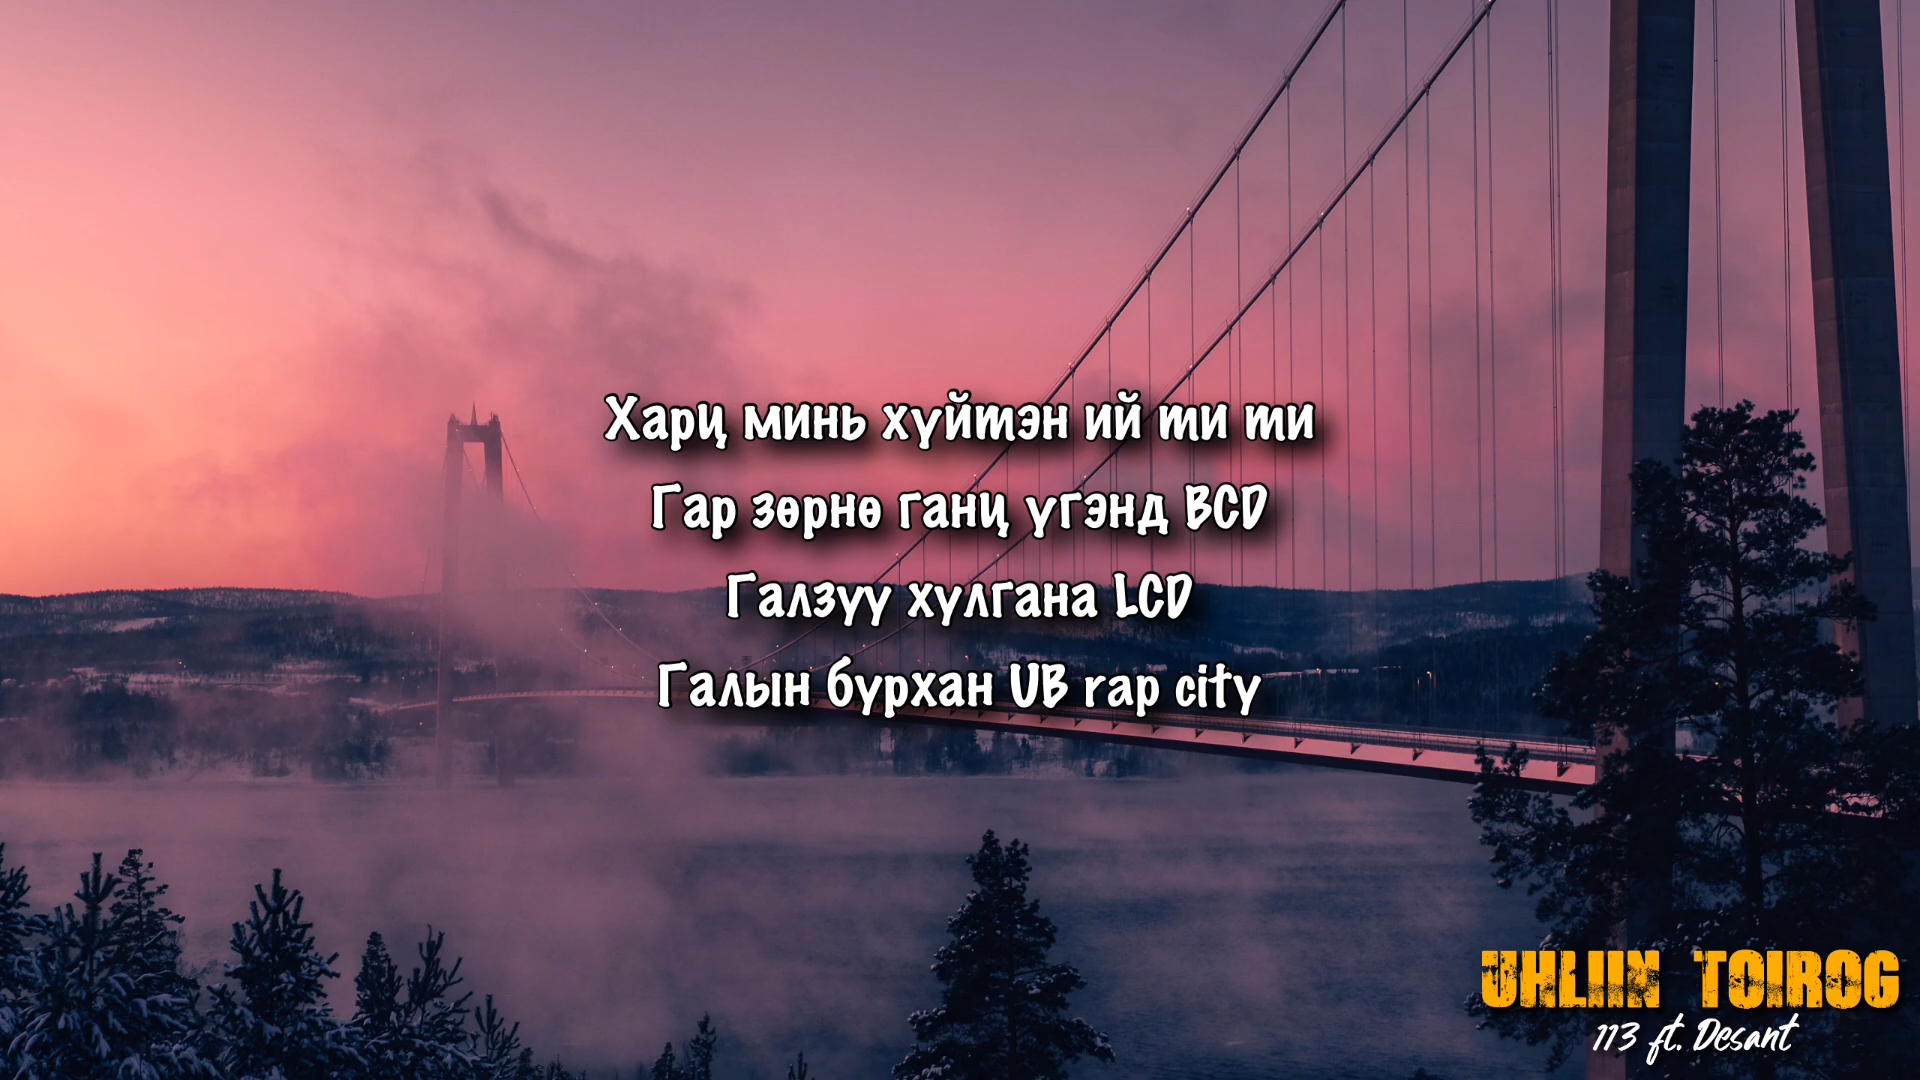 Харц минь хүйтэн ий ти ти
Гар зөрнө ганц үгэнд BCD
Галзуу хулгана LCD
Галын бурхан UB rap city
UHLIIN TOIROG
113 ft. Desant